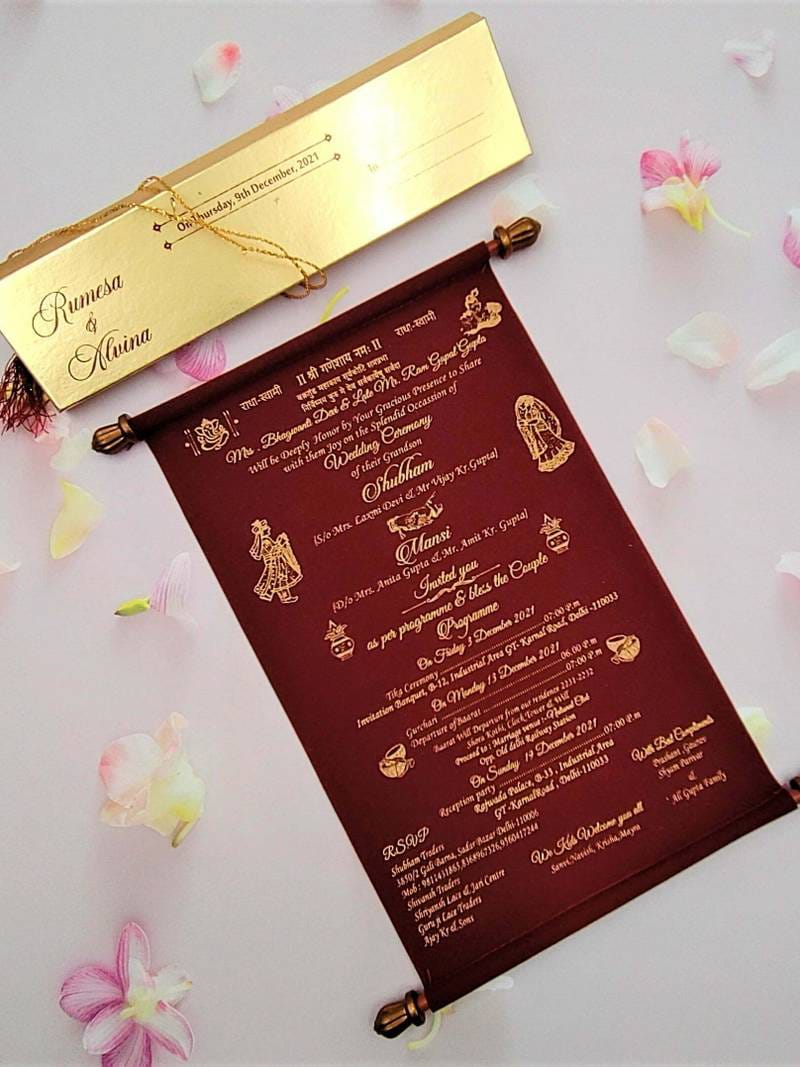 On Thursday, 9th December, 2021
To
Rumesa
&
Alvina
राधा-स्वामी ॥ श्री गणेशाय नमः ॥ राधा-स्वामी
Mrs. Bhagwanti Devi & Late Mr. Ram Gopal Gupta
Will be Deeply Honor by Your Gracious Presence to Share
with them Joy on the Splendid Occassion of
Wedding Ceremony
of their Grandson
Shubham
[S/o Mrs. Laxmi Devi & Mr Vijay Kr.Gupta]
Mansi
[D/o Mrs. Anita Gupta & Mr. Amit Kr. Gupta]
Invited you
as per programme & bless the Couple
Programme
On Friday 3 December 2021
Tika Ceremony..........07:00 P.m
Invitation Banquet, B-12, Industrial Area GT-Karnal Road, Delhi-110033
On Monday 13 December 2021
Gurchari..........06.00 P.m
Departure of Baarat..........07:00 P.m
Baarat Will Departure from our residence 2231-2232
Shora Kothi, Clock Tower & Will
Proceed to : Marriage venue :- National Club
Opp. Old delhi Railway Station
On Sunday 19 December 2021
Reception party..........07:00 P.m
Rajwada Palace, B-33, Industrial Area
GT -KarnalRoad, Delhi-110033
With Best Compliments
Prashant, Gaurav
Shyam Parivar
&
All Gupta Family
RSVP
Shubham Traders
3850/2 Gali Barna, Sadar Bazar Delhi-110006
Mob: 9811431865,8368967326,9560417244
Shivansh Traders
Shriyansh Lace & Jari Centre
Guru ji Lace Traders
Ajay Kr & Sons
We Kids Welcome you all
Sanvi, Navish, Krisha, Mayra